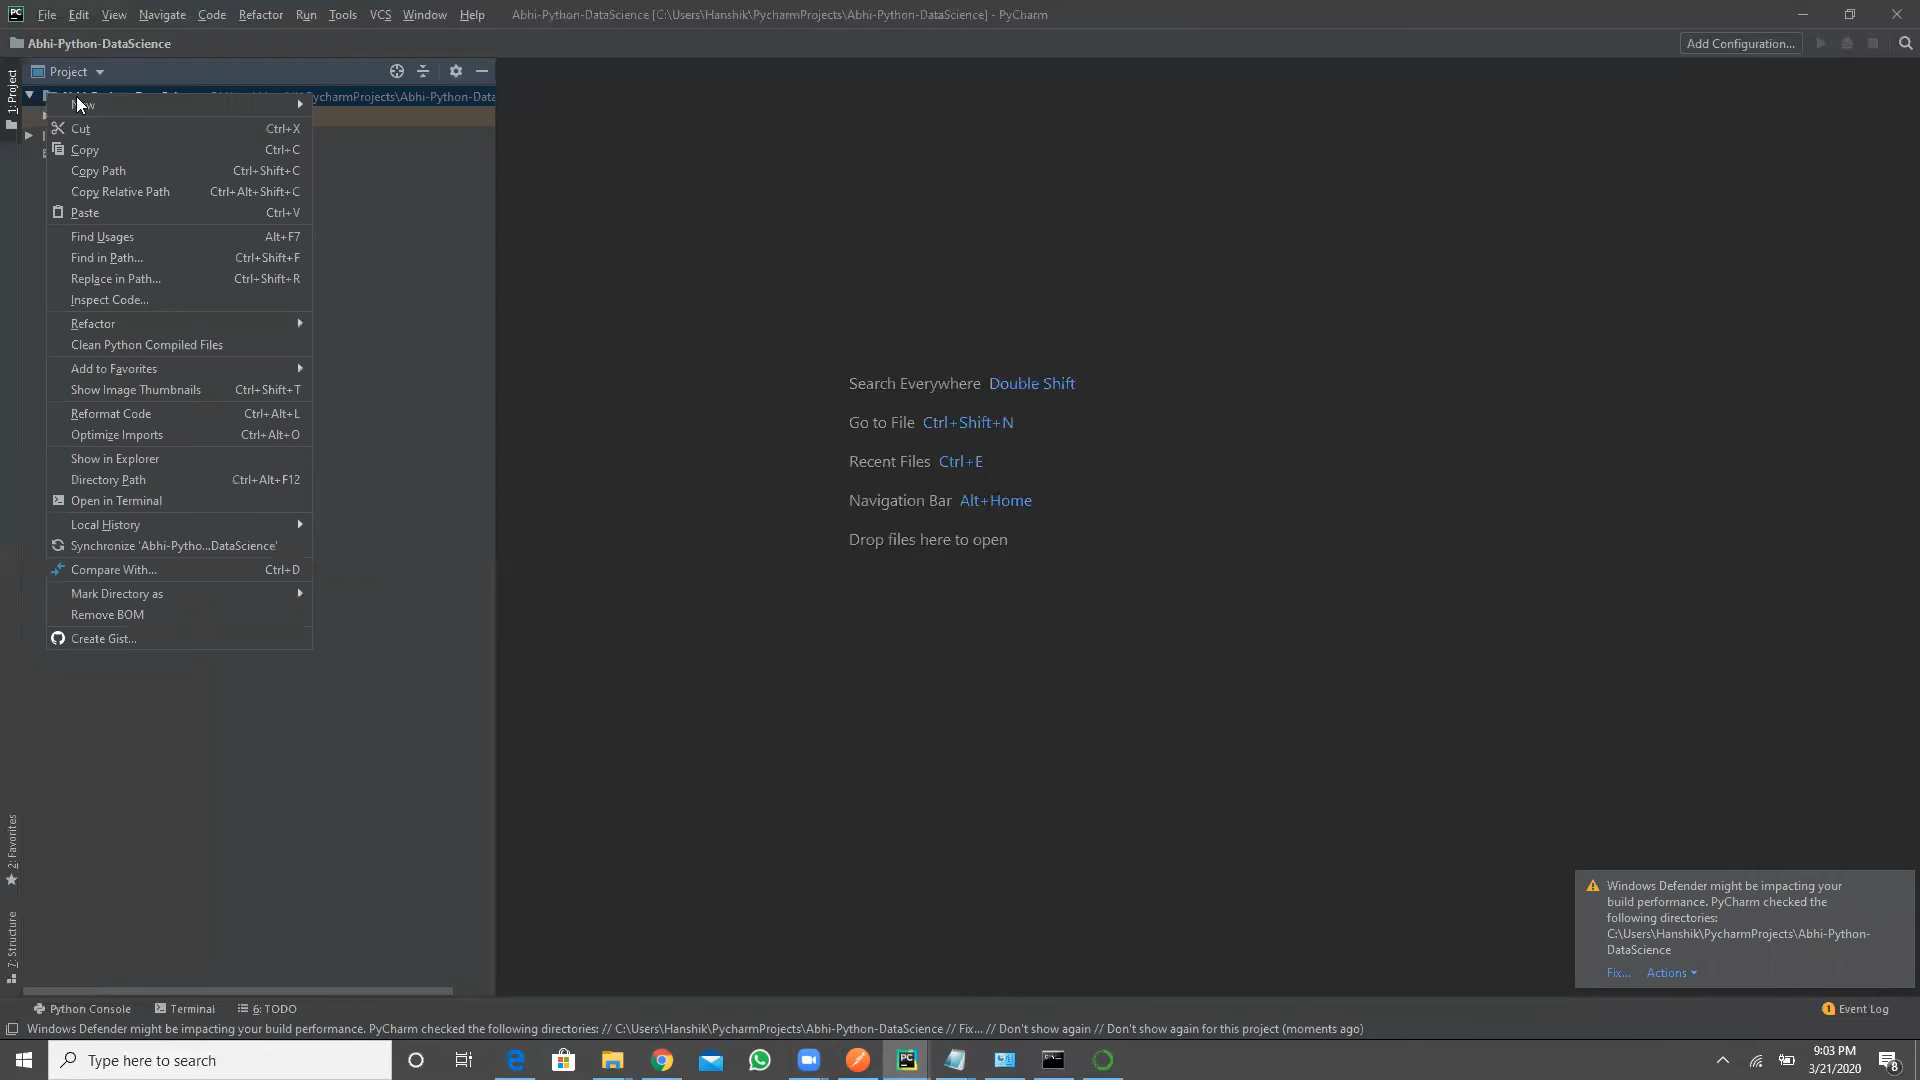 PC File Edit View Navigate Code Refactor Run Tools VCS Window Help Abhi-Python-DataScience [C:\Users\Hanshik\PycharmProjects\Abhi-Python-DataScience] - PyCharm
Abhi-Python-DataScience
Add Configuration...
1: Project
Project
PycharmProjects\Abhi-Python-Data
New
Cut Ctrl+X
Copy Ctrl+C
Copy Path Ctrl+Shift+C
Copy Relative Path Ctrl+Alt+Shift+C
Paste Ctrl+V
Find Usages Alt+F7
Find in Path... Ctrl+Shift+F
Replace in Path... Ctrl+Shift+R
Inspect Code...
Refactor
Clean Python Compiled Files
Add to Favorites
Show Image Thumbnails Ctrl+Shift+T
Reformat Code Ctrl+Alt+L
Optimize Imports Ctrl+Alt+O
Show in Explorer
Directory Path Ctrl+Alt+F12
Open in Terminal
Local History
Synchronize 'Abhi-Pytho...DataScience'
Compare With... Ctrl+D
Mark Directory as
Remove BOM
Create Gist...
Search Everywhere Double Shift
Go to File Ctrl+Shift+N
Recent Files Ctrl+E
Navigation Bar Alt+Home
Drop files here to open
2: Favorites
7: Structure
Windows Defender might be impacting your
build performance. PyCharm checked the
following directories:
C:\Users\Hanshik\PycharmProjects\Abhi-Python-
DataScience
Fix... Actions
Python Console Terminal 6: TODO
1 Event Log
Windows Defender might be impacting your build performance. PyCharm checked the following directories: // C:\Users\Hanshik\PycharmProjects\Abhi-Python-DataScience // Fix... // Don't show again // Don't show again for this project (moments ago)
Type here to search
PC
9:03 PM
3/21/2020
8